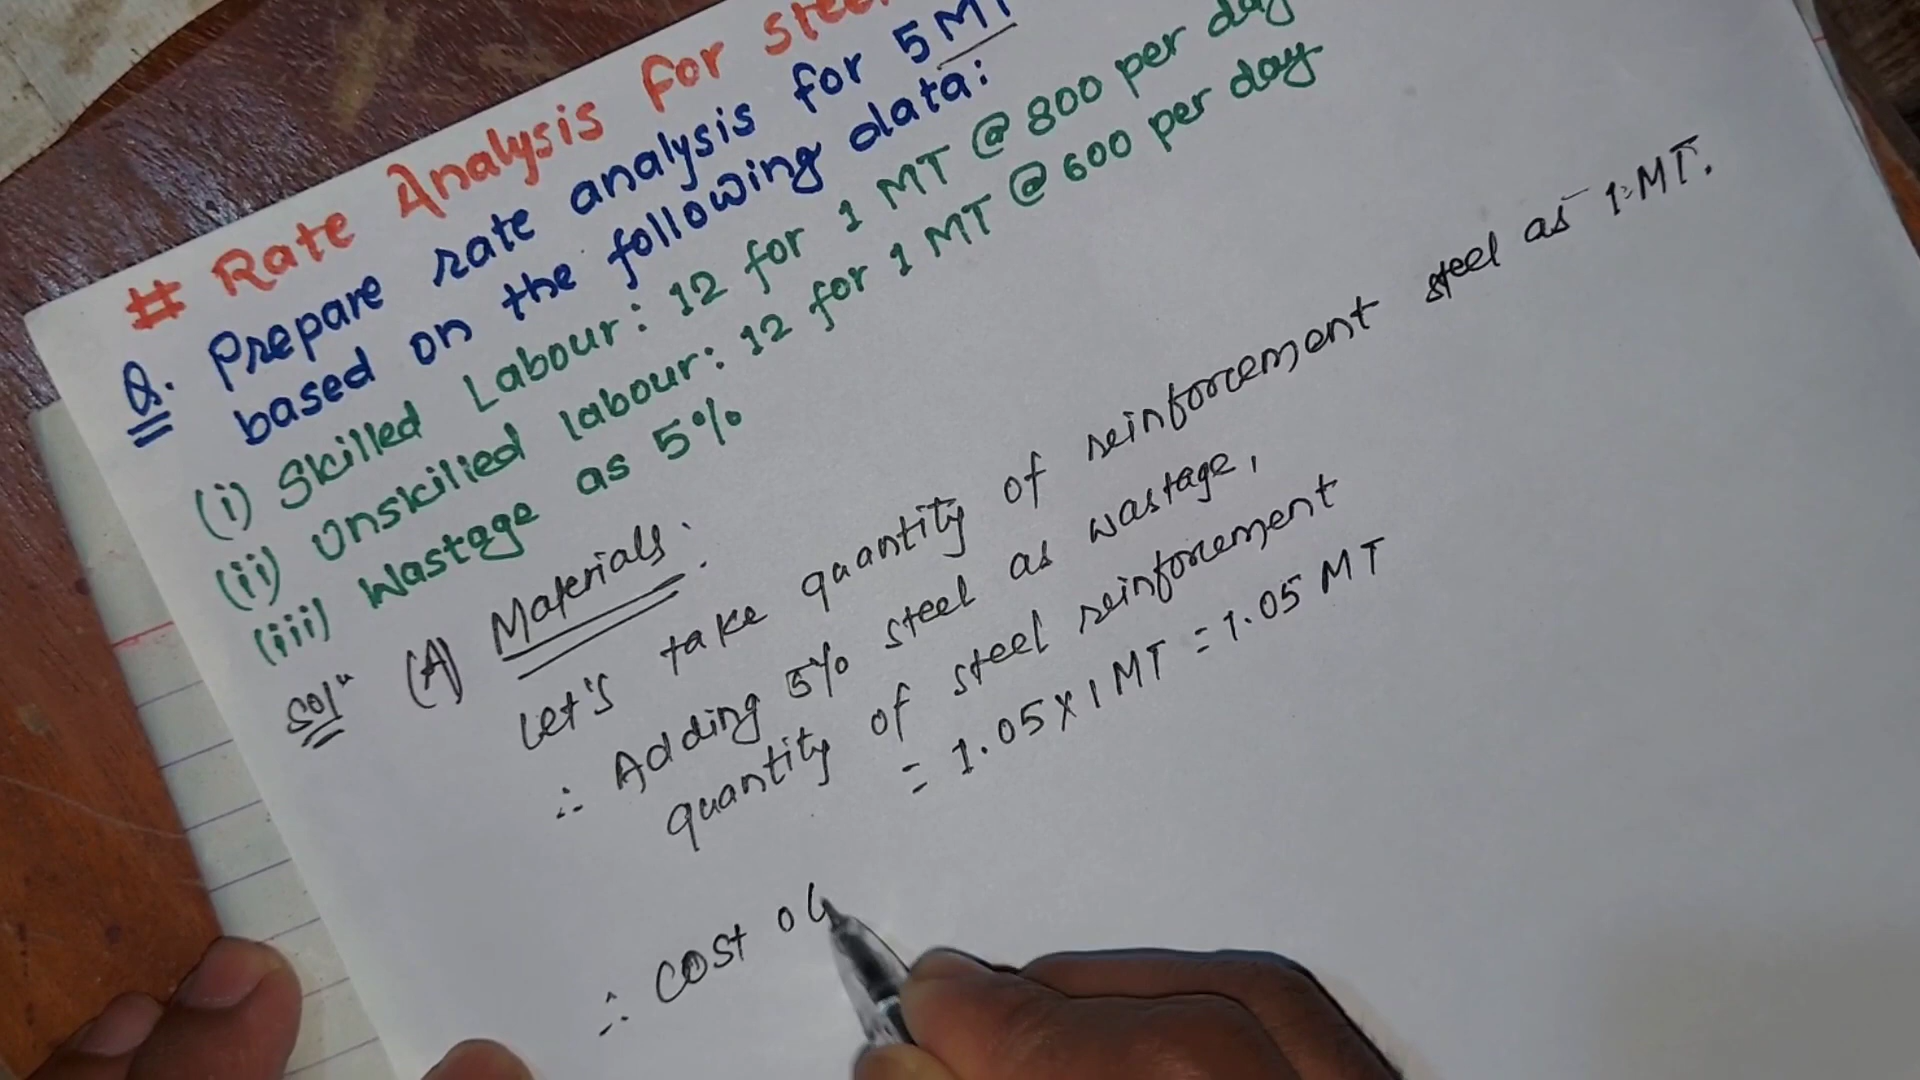 # Rate Analysis for steel
Q. Prepare rate analysis for 5MT
based on the following data:
(i) Skilled Labour: 12 for 1 MT @ 800 per day
(ii) Unskilled labour: 12 for 1 MT @ 600 per day
(iii) Wastage as 5%
Solⁿ (A) Materials:
Let's take quantity of reinforcement steel as 1 MT.
∴ Adding 5% steel as wastage,
quantity of steel reinforcement
= 1.05 x 1 MT = 1.05 MT
∴ cost of